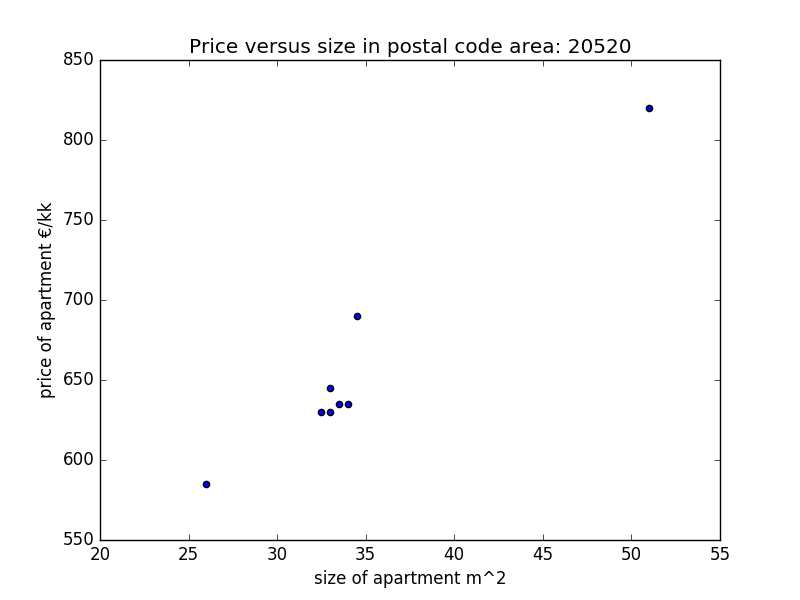 Price versus size in postal code area: 20520
850
800
750
700
650
600
550
price of apartment €/kk
20 25 30 35 40 45 50 55
size of apartment m^2